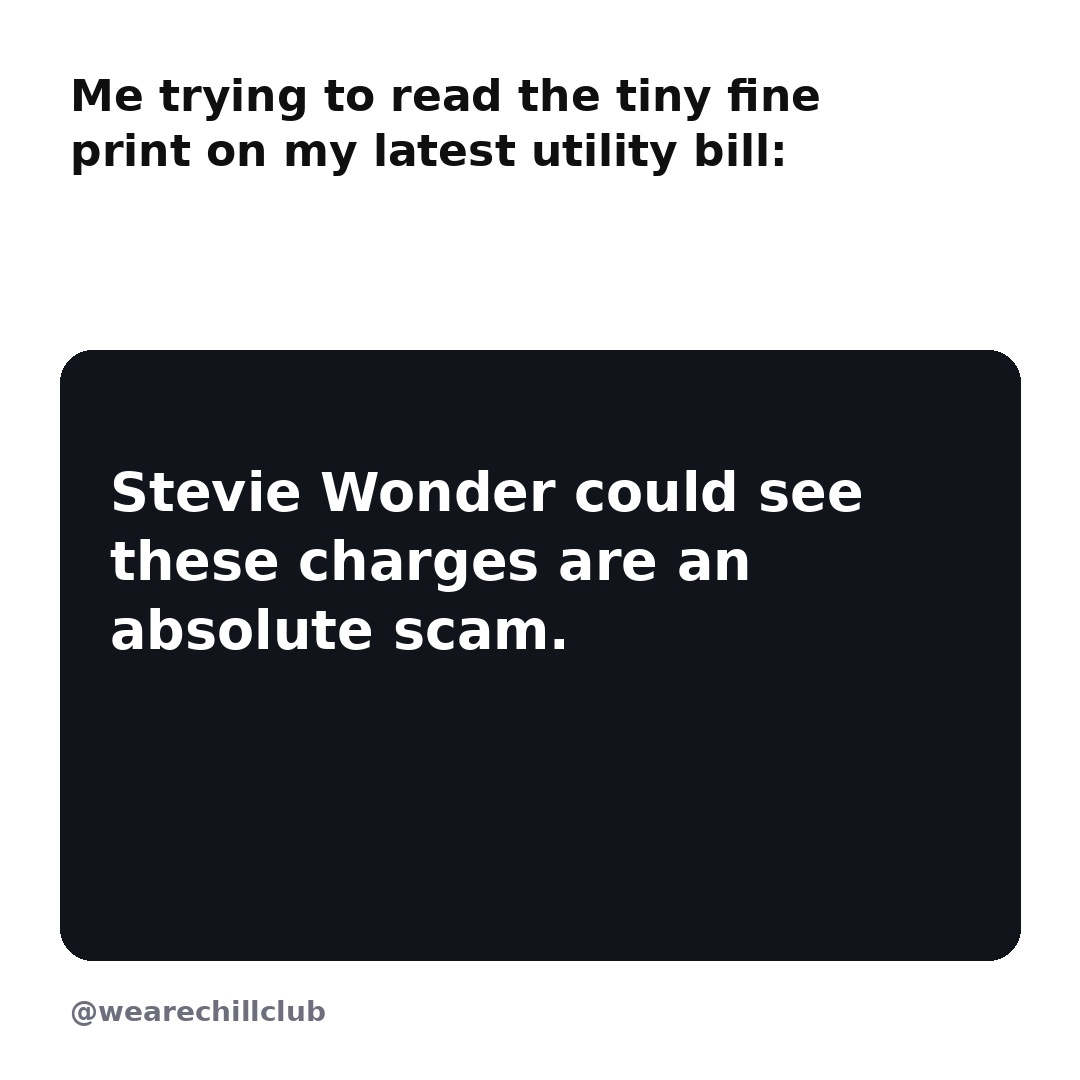 Me trying to read the tiny fine
print on my latest utility bill:
Stevie Wonder could see
these charges are an
absolute scam.
@wearechillclub